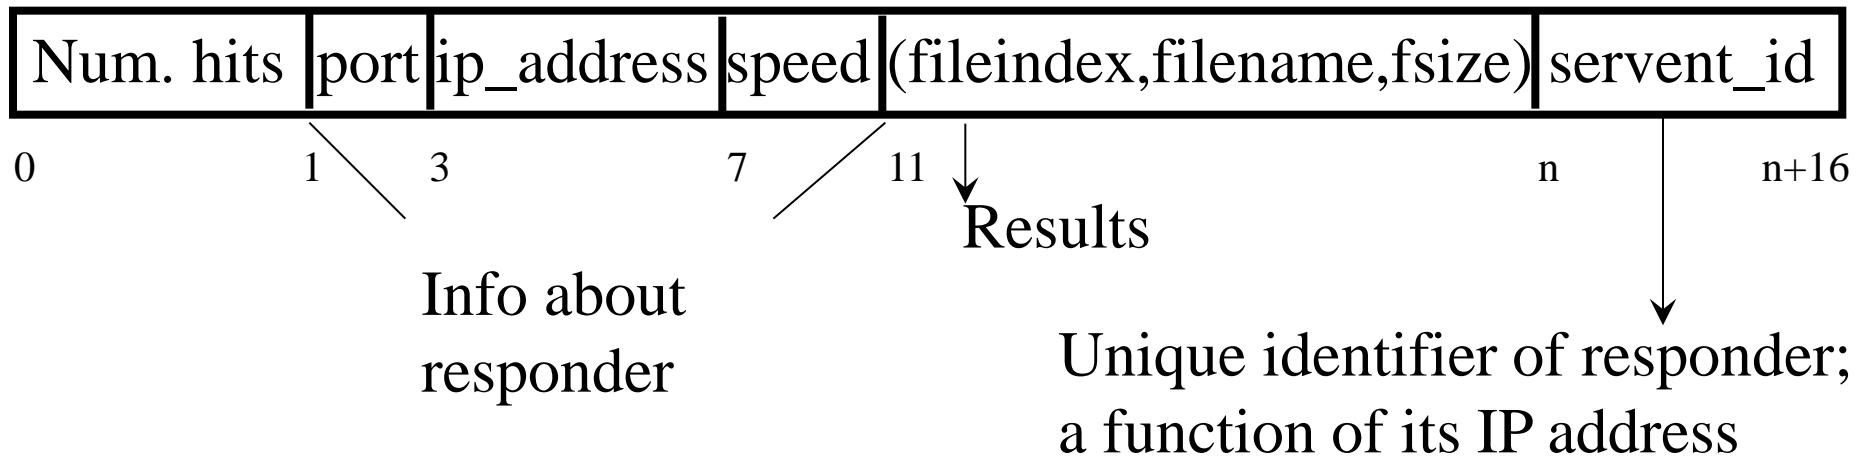 Num. hits port ip_address speed (fileindex,filename,fsize) servent_id
0 1 3 7 11 n n+16
Results
Info about
responder
Unique identifier of responder;
a function of its IP address